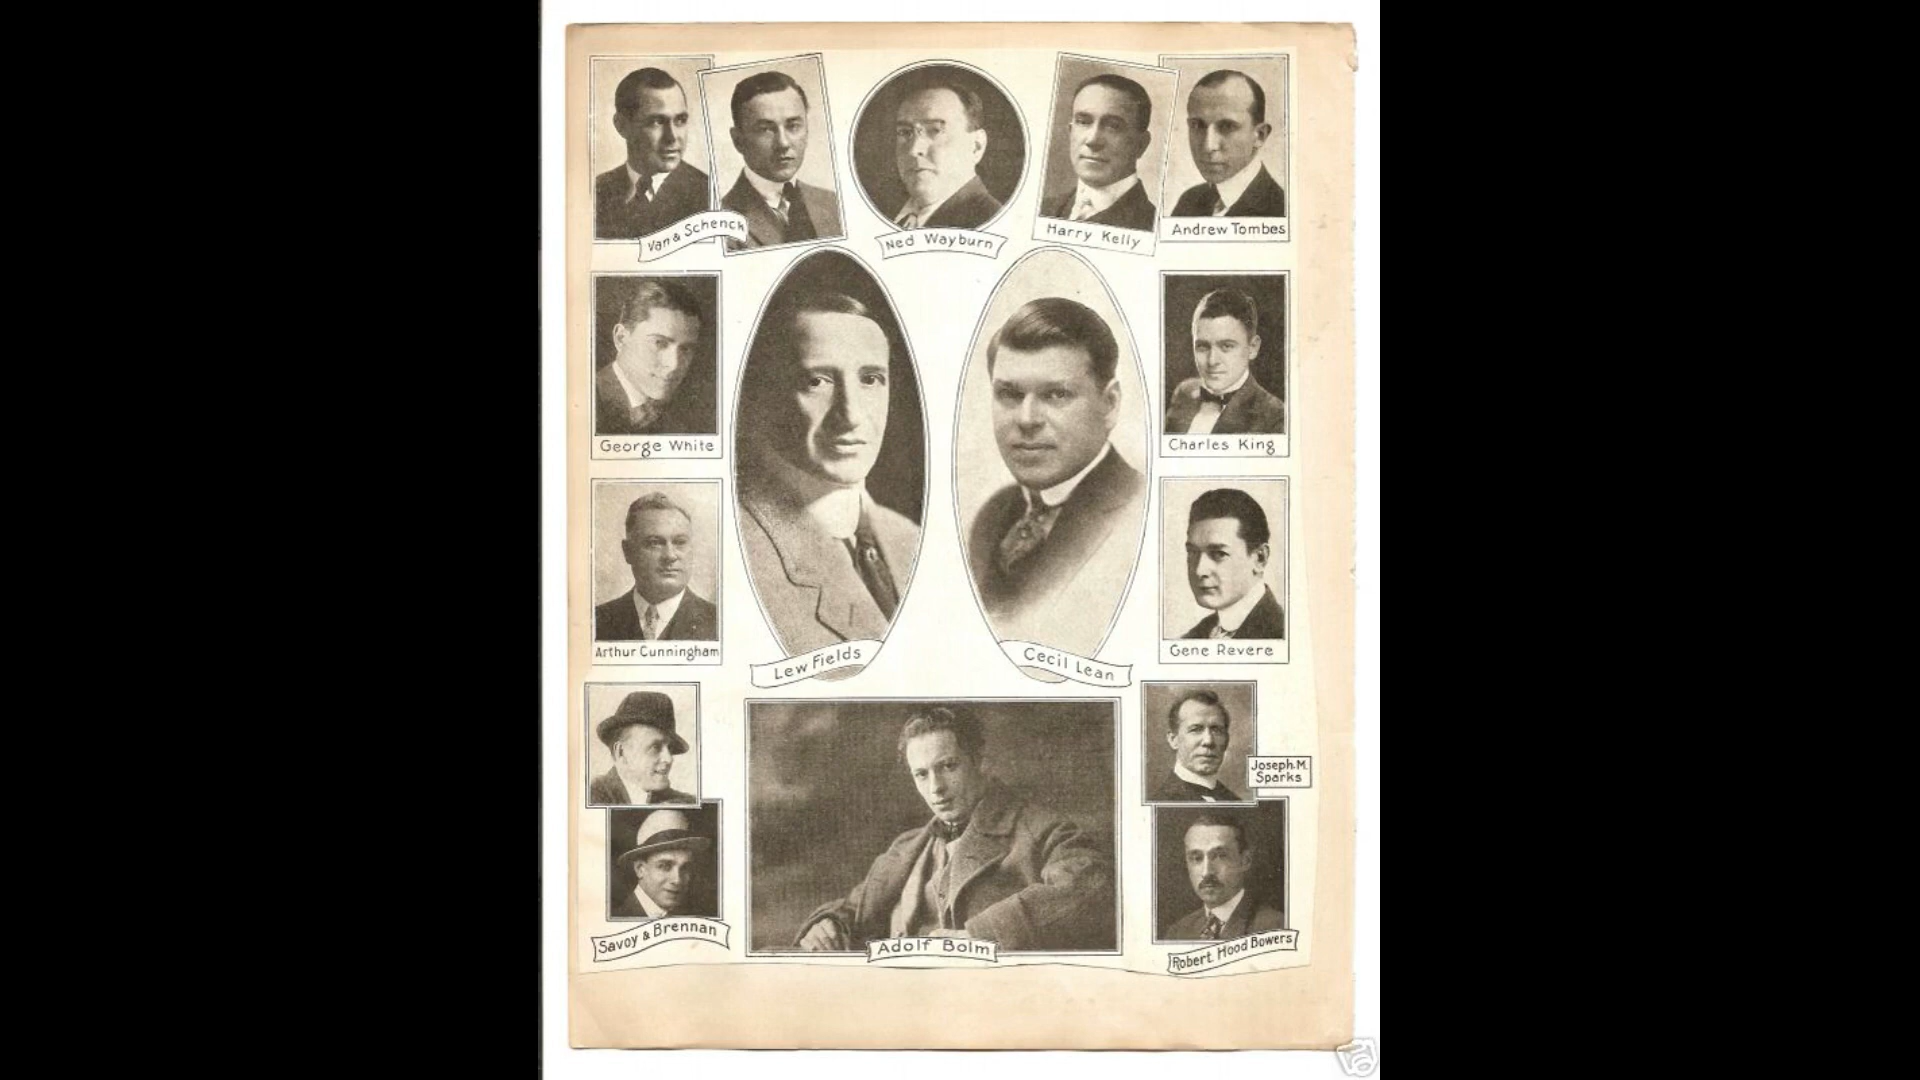 Van & Schenck
Ned Wayburn
Harry Kelly
Andrew Tombes
George White
Charles King
Arthur Cunningham
Lew Fields
Cecil Lean
Gene Revere
Joseph M.
Sparks
Savoy & Brennan
Adolf Bolm
Robert Hood Bowers